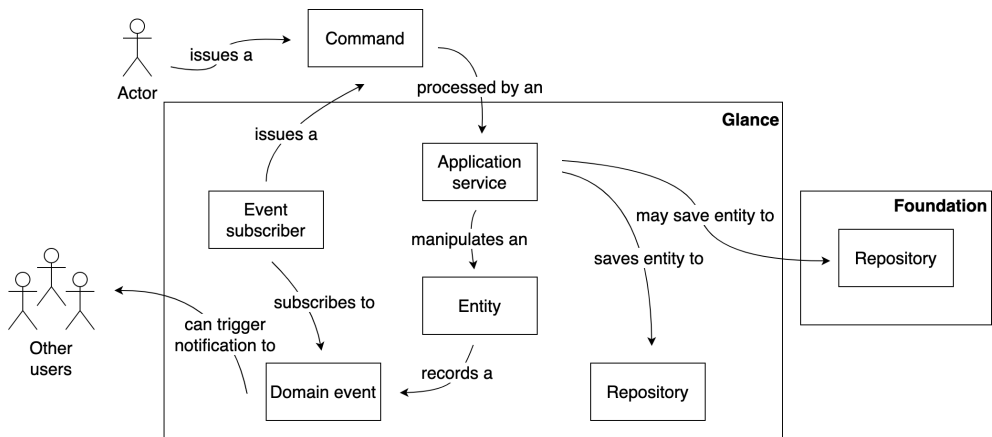 Command
issues a
Actor
processed by an
Glance
issues a
Application
service
Foundation
Event
subscriber
may save entity to
manipulates an
Repository
saves entity to
subscribes to
Entity
can trigger
notification to
Other
users
records a
Domain event
Repository